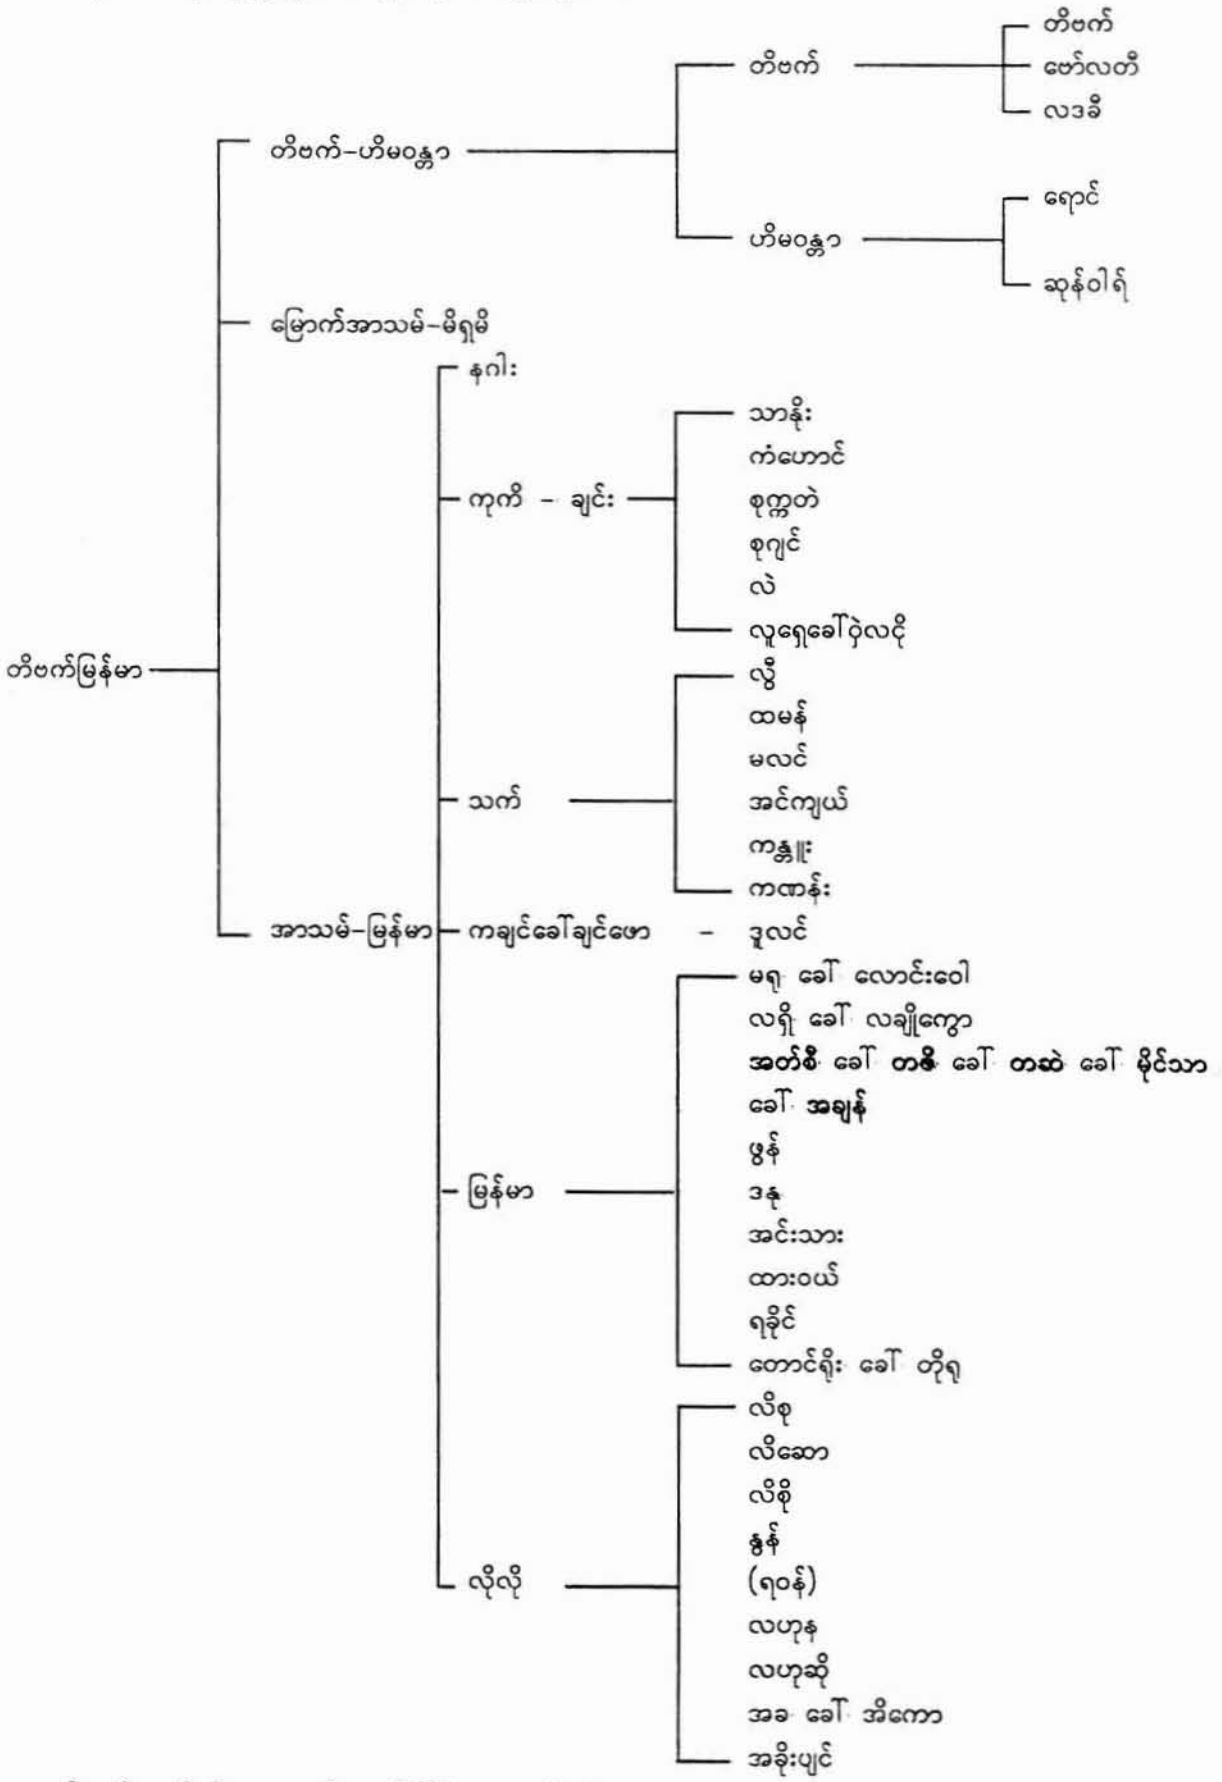 တိဗက်
တိဗက်
ဗော်လတီ
လဒခီ
တိဗက်-ဟိမဝန္တာ
ရောင်
ဟိမဝန္တာ
ဆုန်ဝါရ်
မြောက်အာသမ်-မိရှမိ
နဂါး
သာနိုး
ကံဟောင်
ကုကိ - ချင်း
စုက္ကတဲ
စုဂျင်
လဲ
လူရှေခေါ်ဝှဲလငို
တိဗက်မြန်မာ
လွီ
ထမန်
မလင်
သက်
အင်ကျယ်
ကန္တူး
ကဏန်း
အာသမ်-မြန်မာ ကချင်ခေါ်ချင်ဖော - ဒူလင်
မရု ခေါ် လောင်းဝေါ
လရှိ ခေါ် လချိုကွော
အတ်စီ ခေါ် တဇီ ခေါ် တဆဲ ခေါ် မိုင်သာ
ခေါ် အချန်
ဖွန်
မြန်မာ
ဒနု
အင်းသား
ထားဝယ်
ရခိုင်
တောင်ရိုး ခေါ် တိုရု
လိစု
လိဆော
လိစို
နွန်
လိုလို
(ရဝန်)
လဟုန
လဟုဆို
အခ ခေါ် အိကော
အခိုးပျင်